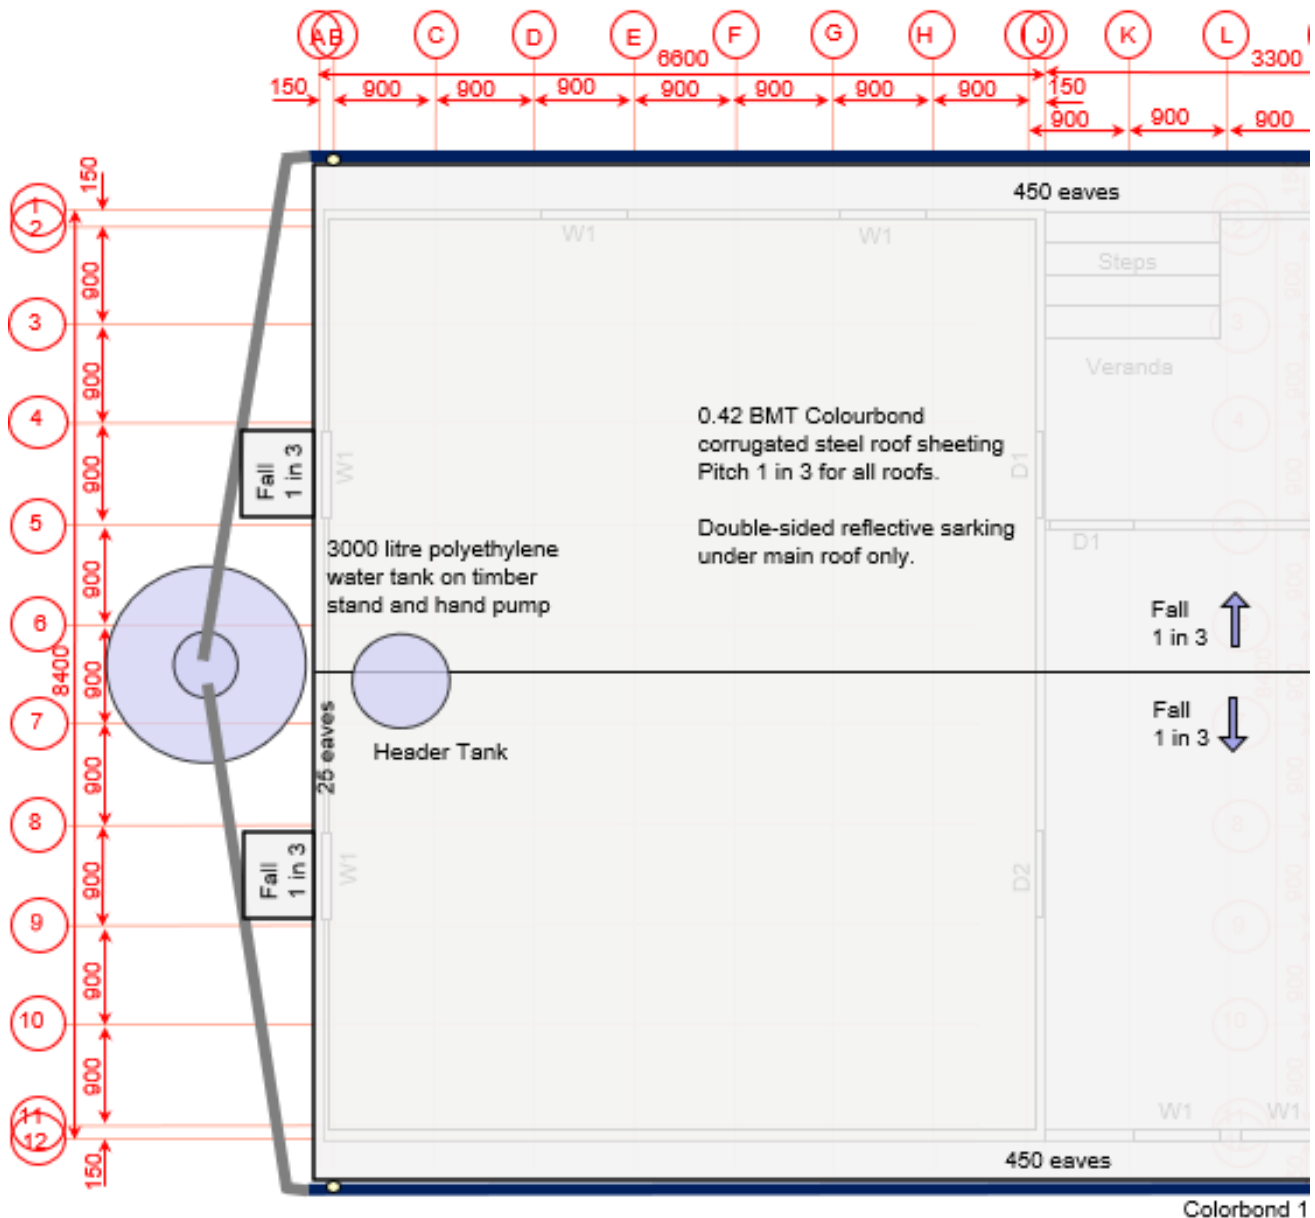 A B C D E F G H I J K L
6600 3300
150 900 900 900 900 900 900 900 150
900 900 900
150
1
2
900
3
900
4
900
5
900
6
8400
900
7
900
8
900
9
900
10
900
11
12
150
450 eaves
W1 W1
Steps
Veranda
0.42 BMT Colourbond
corrugated steel roof sheeting
Pitch 1 in 3 for all roofs.
Double-sided reflective sarking
under main roof only.
Fall
1 in 3
W1
D1
D1
3000 litre polyethylene
water tank on timber
stand and hand pump
Fall
1 in 3
Fall
1 in 3
Header Tank
25 eaves
Fall
1 in 3
W1
D2
W1 W1
450 eaves
Colorbond 1